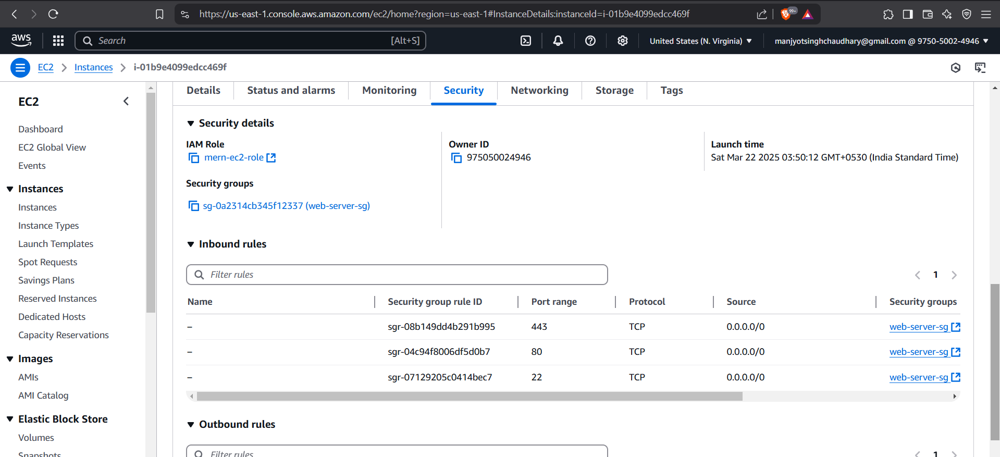 https://us-east-1.console.aws.amazon.com/ec2/home?region=us-east-1#InstanceDetails:instanceId=i-01b9e4099edcc469f
99+
aws
Search [Alt+S]
United States (N. Virginia)
manjyotsinghchaudhary@gmail.com @ 9750-5002-4946
EC2 Instances i-01b9e4099edcc469f
EC2
Dashboard
EC2 Global View
Events
Instances
Instances
Instance Types
Launch Templates
Spot Requests
Savings Plans
Reserved Instances
Dedicated Hosts
Capacity Reservations
Images
AMIs
AMI Catalog
Elastic Block Store
Volumes
Snapshots
Details Status and alarms Monitoring Security Networking Storage Tags
Security details
IAM Role
mern-ec2-role
Owner ID
975050024946
Launch time
Sat Mar 22 2025 03:50:12 GMT+0530 (India Standard Time)
Security groups
sg-0a2314cb345f12337 (web-server-sg)
Inbound rules
Filter rules
1
Name Security group rule ID Port range Protocol Source Security groups
– sgr-08b149dd4b291b995 443 TCP 0.0.0.0/0 web-server-sg
– sgr-04c94f8006df5d0b7 80 TCP 0.0.0.0/0 web-server-sg
– sgr-07129205c0414bec7 22 TCP 0.0.0.0/0 web-server-sg
Outbound rules
Filter rules
1